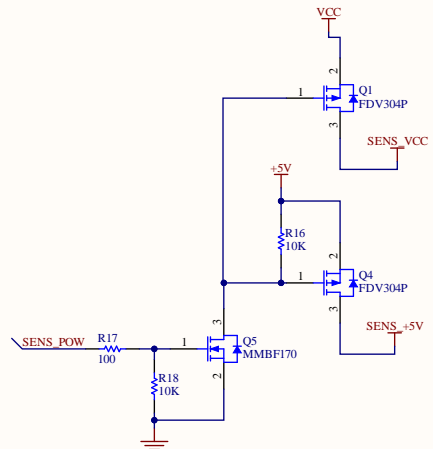 VCC
2
1
Q1
FDV304P
3
SENS_VCC
+5V
2
R16
10K
1
Q4
FDV304P
3
SENS_+5V
3
SENS_POW
R17
100
1
Q5
MMBF170
2
R18
10K